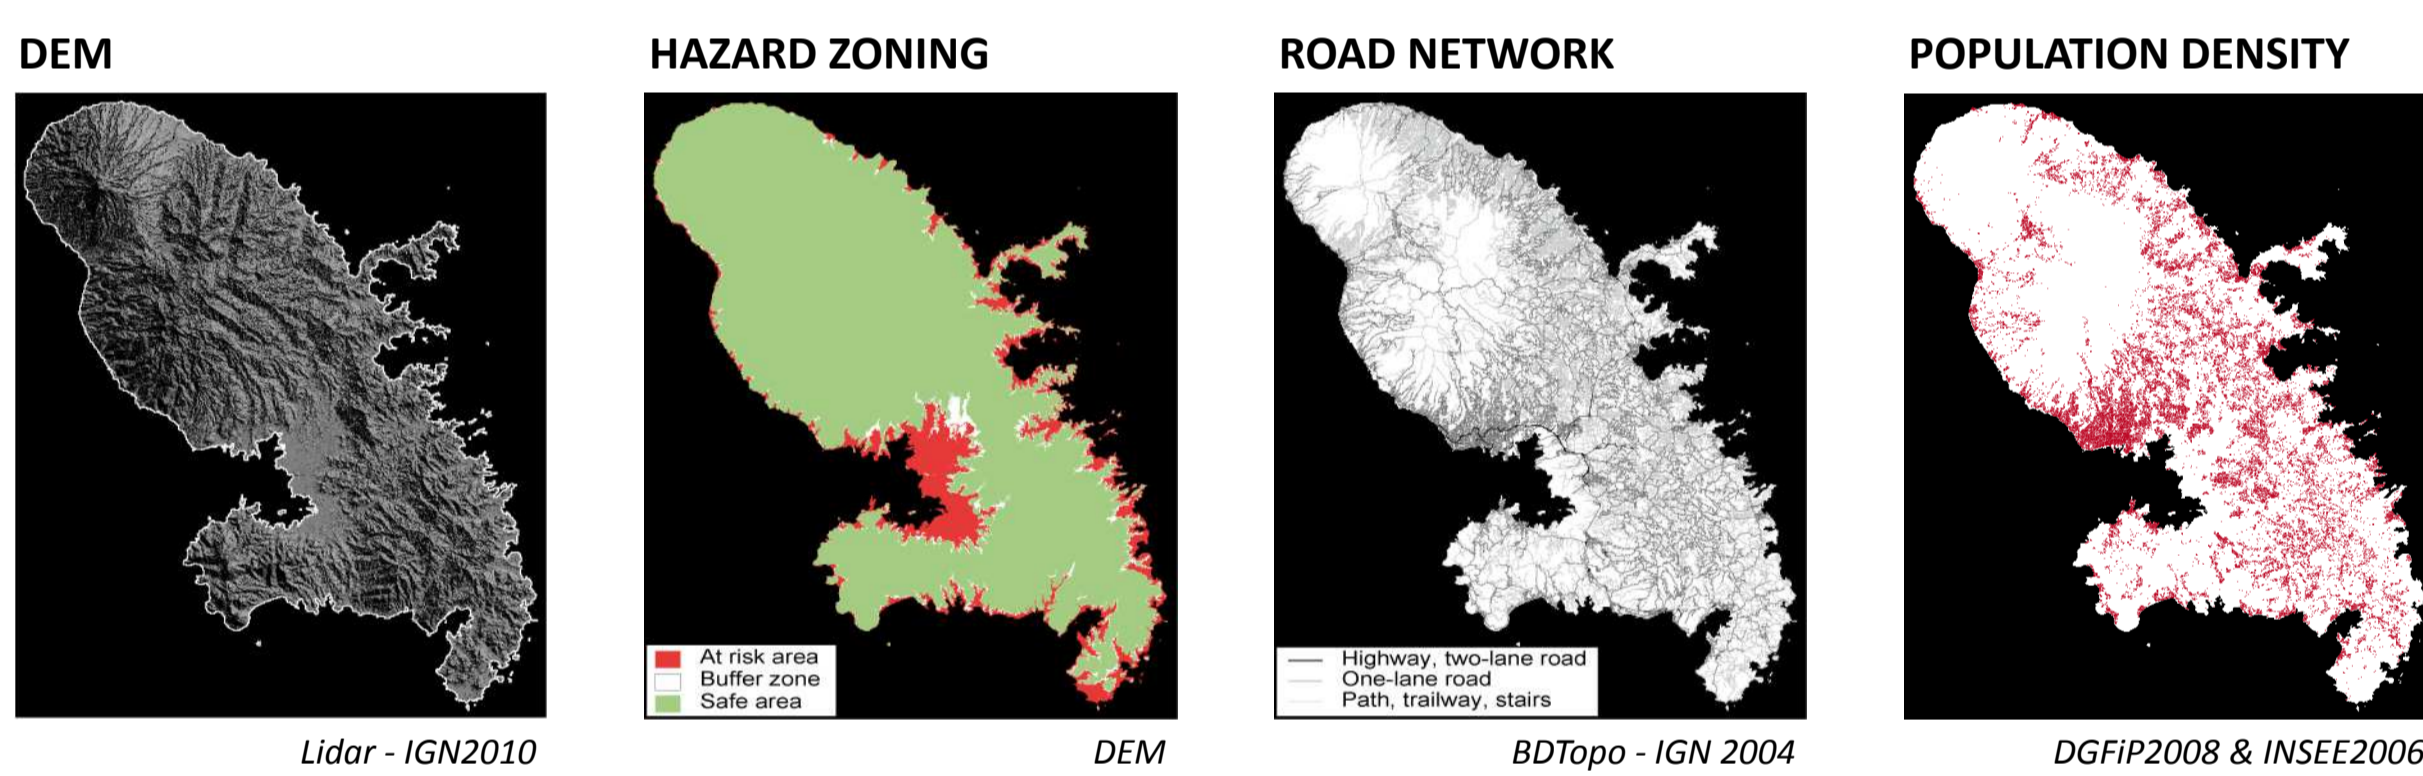 DEM
HAZARD ZONING
ROAD NETWORK
POPULATION DENSITY
At risk area
Buffer zone
Safe area
Highway, two-lane road
One-lane road
Path, trailway, stairs
Lidar - IGN2010
DEM
BDTopo - IGN 2004
DGFiP2008 & INSEE2006